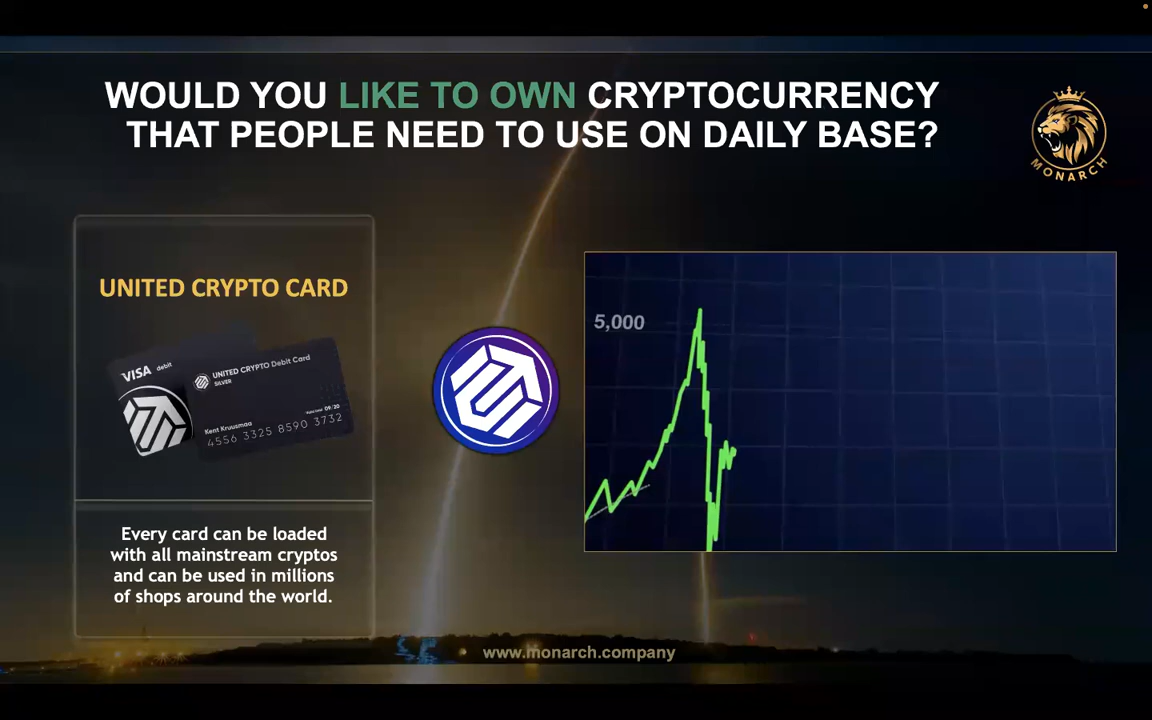 WOULD YOU LIKE TO OWN CRYPTOCURRENCY
THAT PEOPLE NEED TO USE ON DAILY BASE?
MONARCH
UNITED CRYPTO CARD
VISA debit
UNITED CRYPTO Debit Card
SILVER
09/20
Kent Kruusmaa
4556 3325 8590 3732
5,000
Every card can be loaded
with all mainstream cryptos
and can be used in millions
of shops around the world.
www.monarch.company